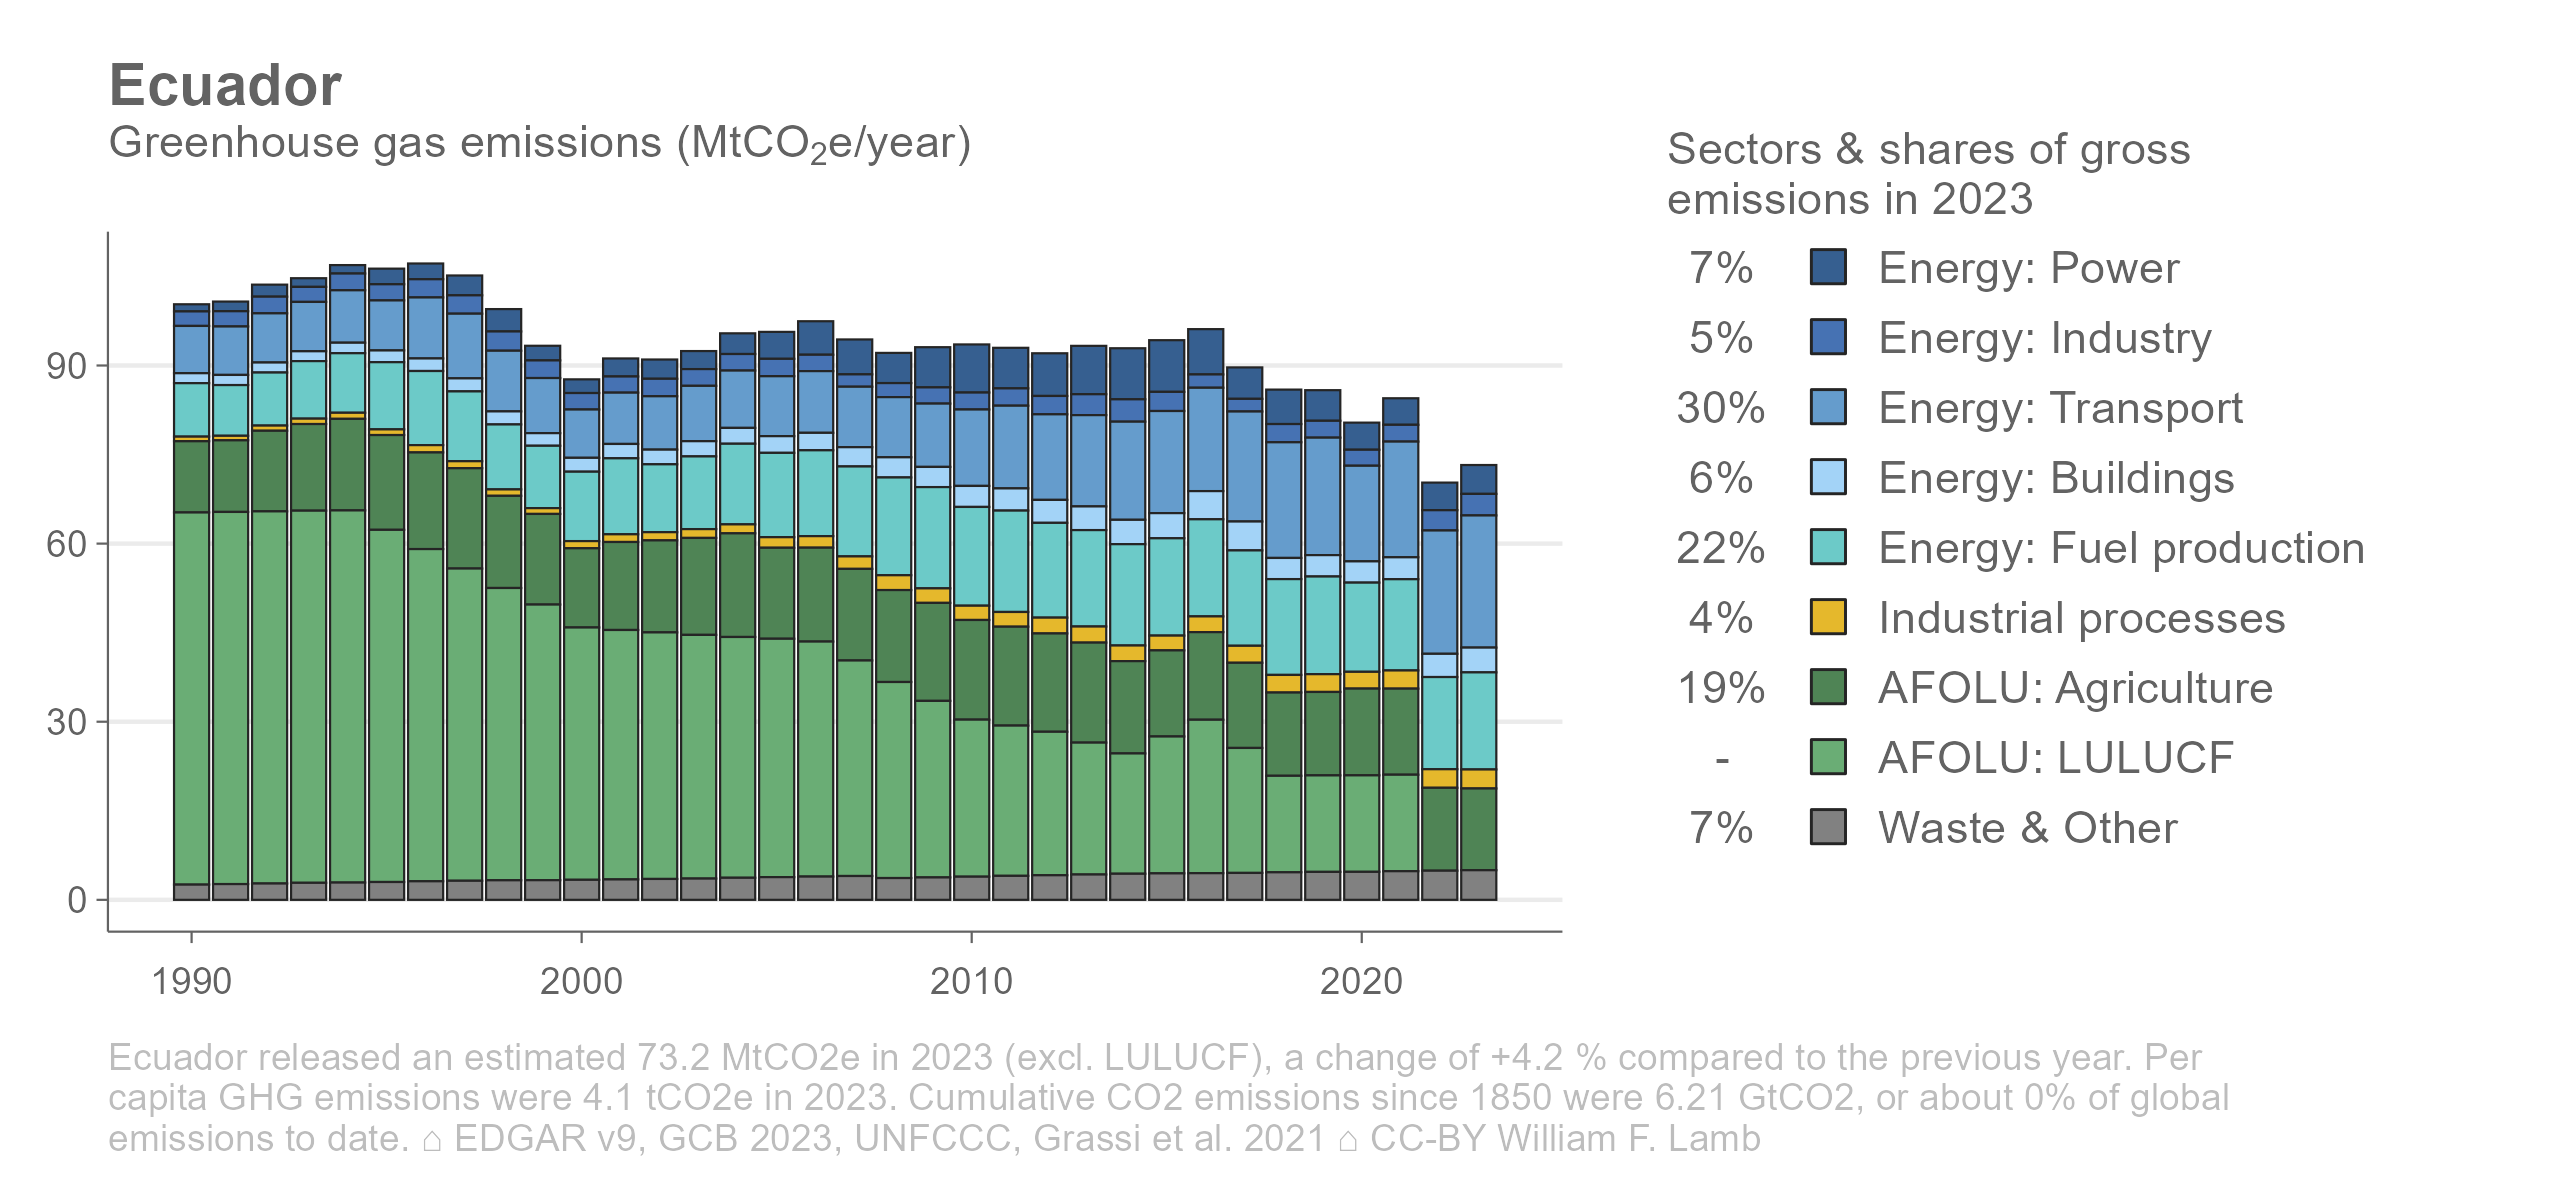 Ecuador
Greenhouse gas emissions (MtCO₂e/year)
Sectors & shares of gross
emissions in 2023
7% Energy: Power
5% Energy: Industry
30% Energy: Transport
6% Energy: Buildings
22% Energy: Fuel production
4% Industrial processes
19% AFOLU: Agriculture
- AFOLU: LULUCF
7% Waste & Other
90
60
30
0
1990 2000 2010 2020
Ecuador released an estimated 73.2 MtCO2e in 2023 (excl. LULUCF), a change of +4.2 % compared to the previous year. Per
capita GHG emissions were 4.1 tCO2e in 2023. Cumulative CO2 emissions since 1850 were 6.21 GtCO2, or about 0% of global
emissions to date. ⌂ EDGAR v9, GCB 2023, UNFCCC, Grassi et al. 2021 ⌂ CC-BY William F. Lamb